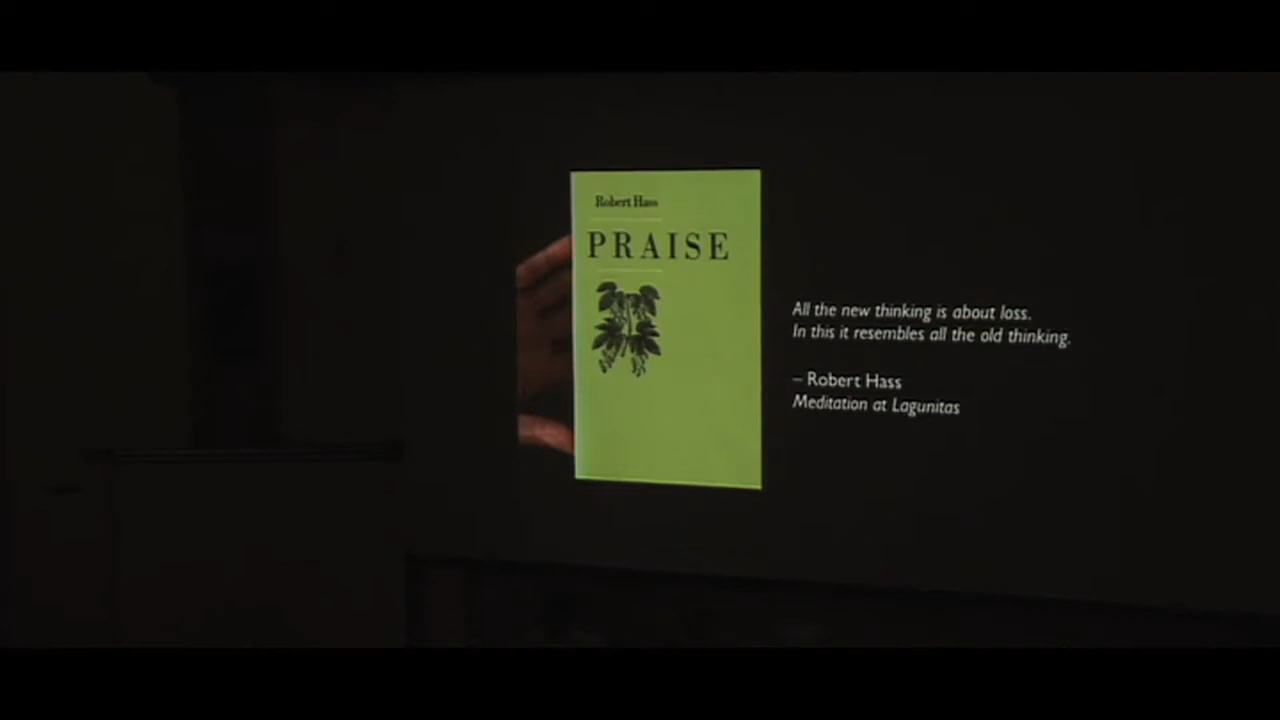 Robert Hass
PRAISE
All the new thinking is about loss.
In this it resembles all the old thinking.
– Robert Hass
Meditation at Lagunitas